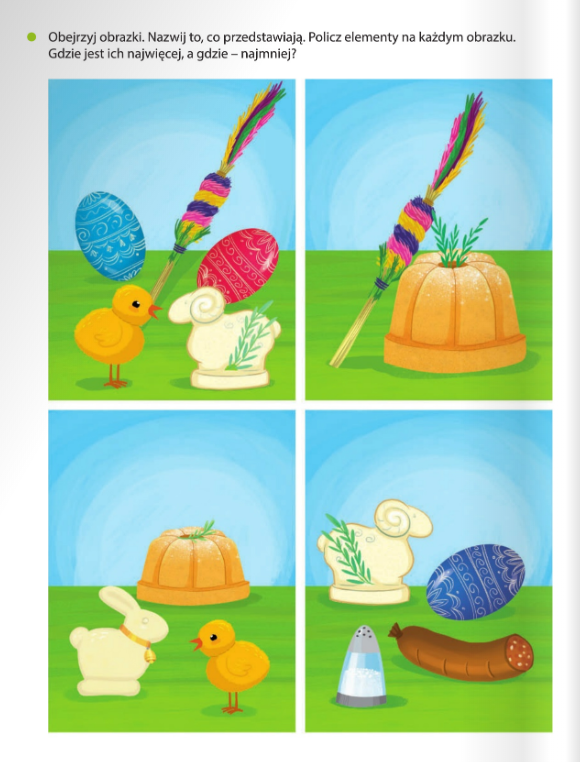 Obejrzyj obrazki. Nazwij to, co przedstawiają. Policz elementy na każdym obrazku.
Gdzie jest ich najwięcej, a gdzie – najmniej?